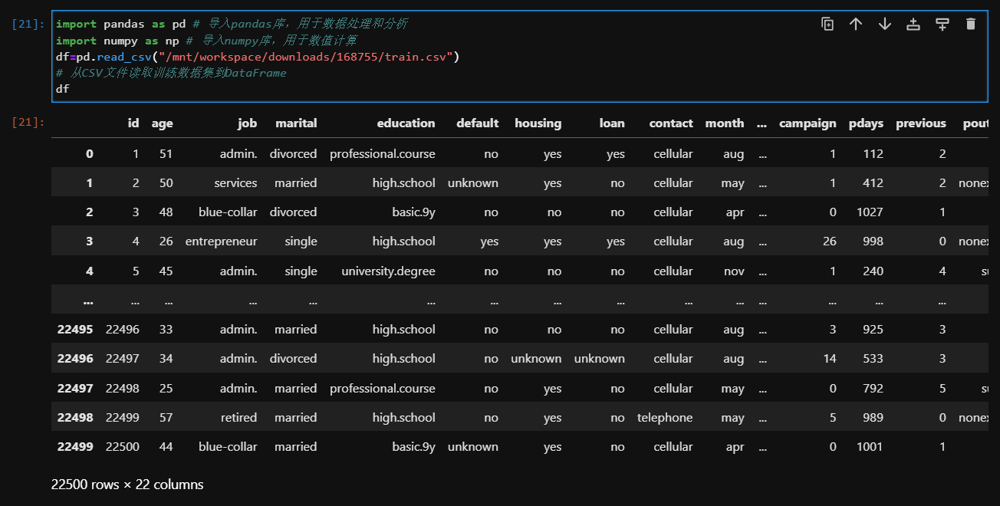 [21]: import pandas as pd # 导入pandas库，用于数据处理和分析
import numpy as np # 导入numpy库，用于数值计算
df=pd.read_csv("/mnt/workspace/downloads/168755/train.csv")
# 从CSV文件读取训练数据集到DataFrame
df
[21]: id age job marital education default housing loan contact month ... campaign pdays previous pout
0 1 51 admin. divorced professional.course no yes yes cellular aug ... 1 112 2
1 2 50 services married high.school unknown yes no cellular may ... 1 412 2 nonex
2 3 48 blue-collar divorced basic.9y no no no cellular apr ... 0 1027 1
3 4 26 entrepreneur single high.school yes yes yes cellular aug ... 26 998 0 nonex
4 5 45 admin. single university.degree no no no cellular nov ... 1 240 4 su
... ... ... ... ... ... ... ... ... ... ... ... ... ... ...
22495 22496 33 admin. married high.school no no no cellular aug ... 3 925 3
22496 22497 34 admin. divorced high.school no unknown unknown cellular aug ... 14 533 3
22497 22498 25 admin. married professional.course no yes no cellular may ... 0 792 5 su
22498 22499 57 retired married high.school no yes no telephone may ... 5 989 0 nonex
22499 22500 44 blue-collar married basic.9y unknown yes no cellular apr ... 0 1001 1
22500 rows × 22 columns